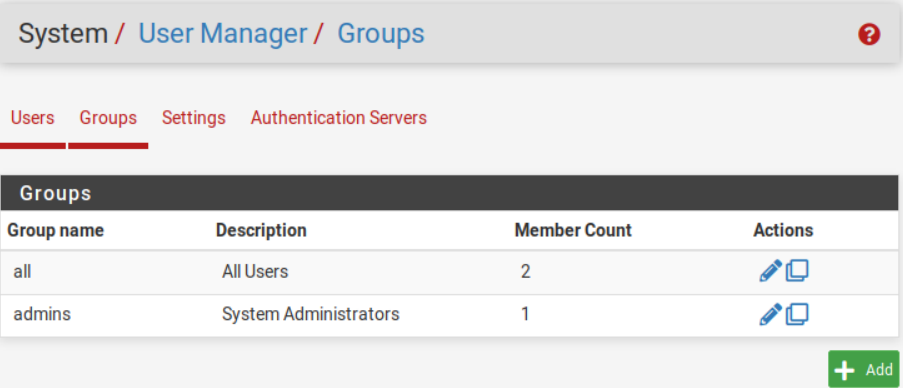 System / User Manager / Groups
Users Groups Settings Authentication Servers
Groups
Group name Description Member Count Actions
all All Users 2
admins System Administrators 1
Add